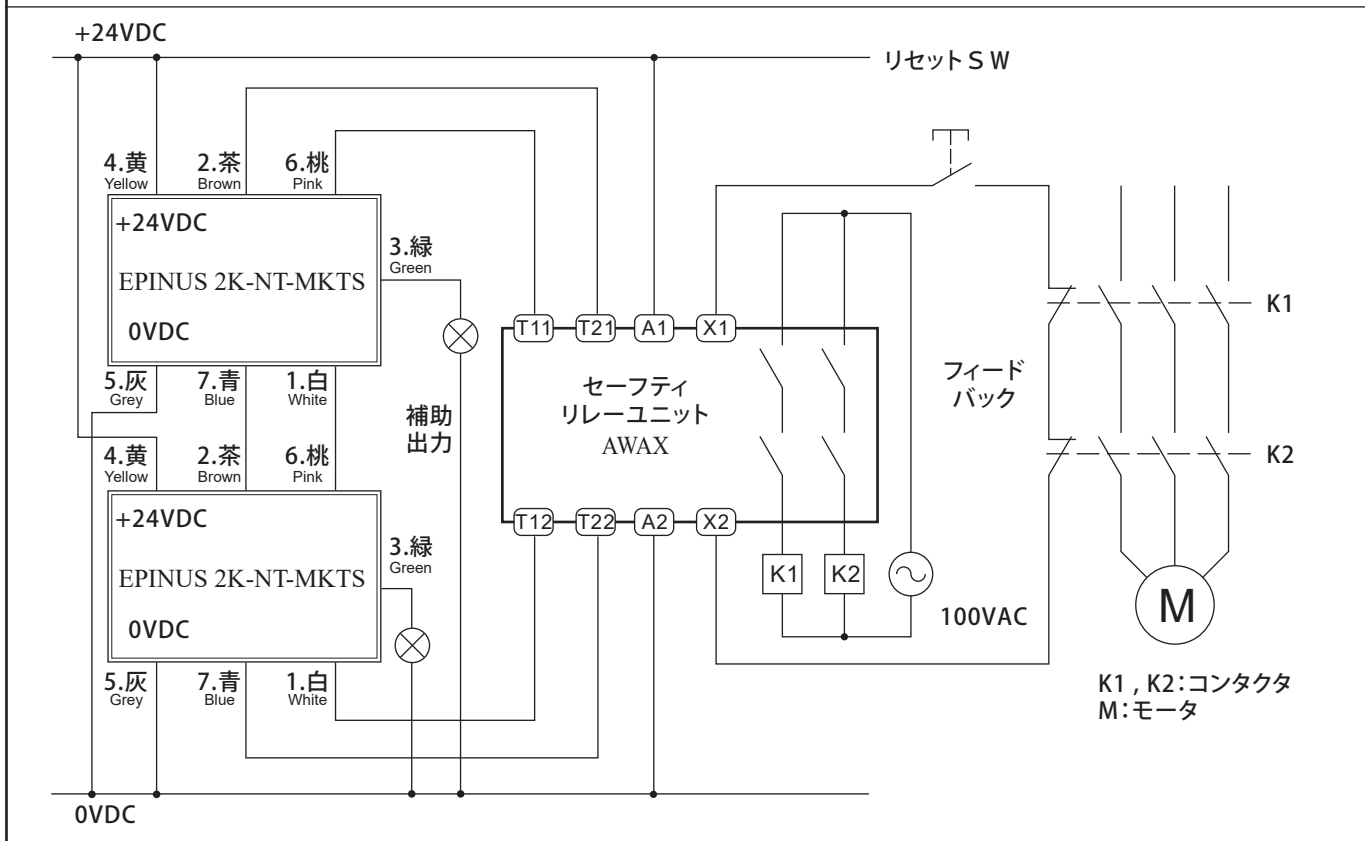 +24VDC
リセットSW
4.黄
Yellow
2.茶
Brown
6.桃
Pink
+24VDC
EPINUS 2K-NT-MKTS
0VDC
3.緑
Green
5.灰
Grey
7.青
Blue
1.白
White
補助
出力
4.黄
Yellow
2.茶
Brown
6.桃
Pink
+24VDC
EPINUS 2K-NT-MKTS
0VDC
3.緑
Green
5.灰
Grey
7.青
Blue
1.白
White
0VDC
T11
T21
A1
X1
セーフティ
リレーユニット
AWAX
T12
T22
A2
X2
K1
K2
100VAC
フィード
バック
K1
K2
M
K1 , K2：コンタクタ
M：モータ